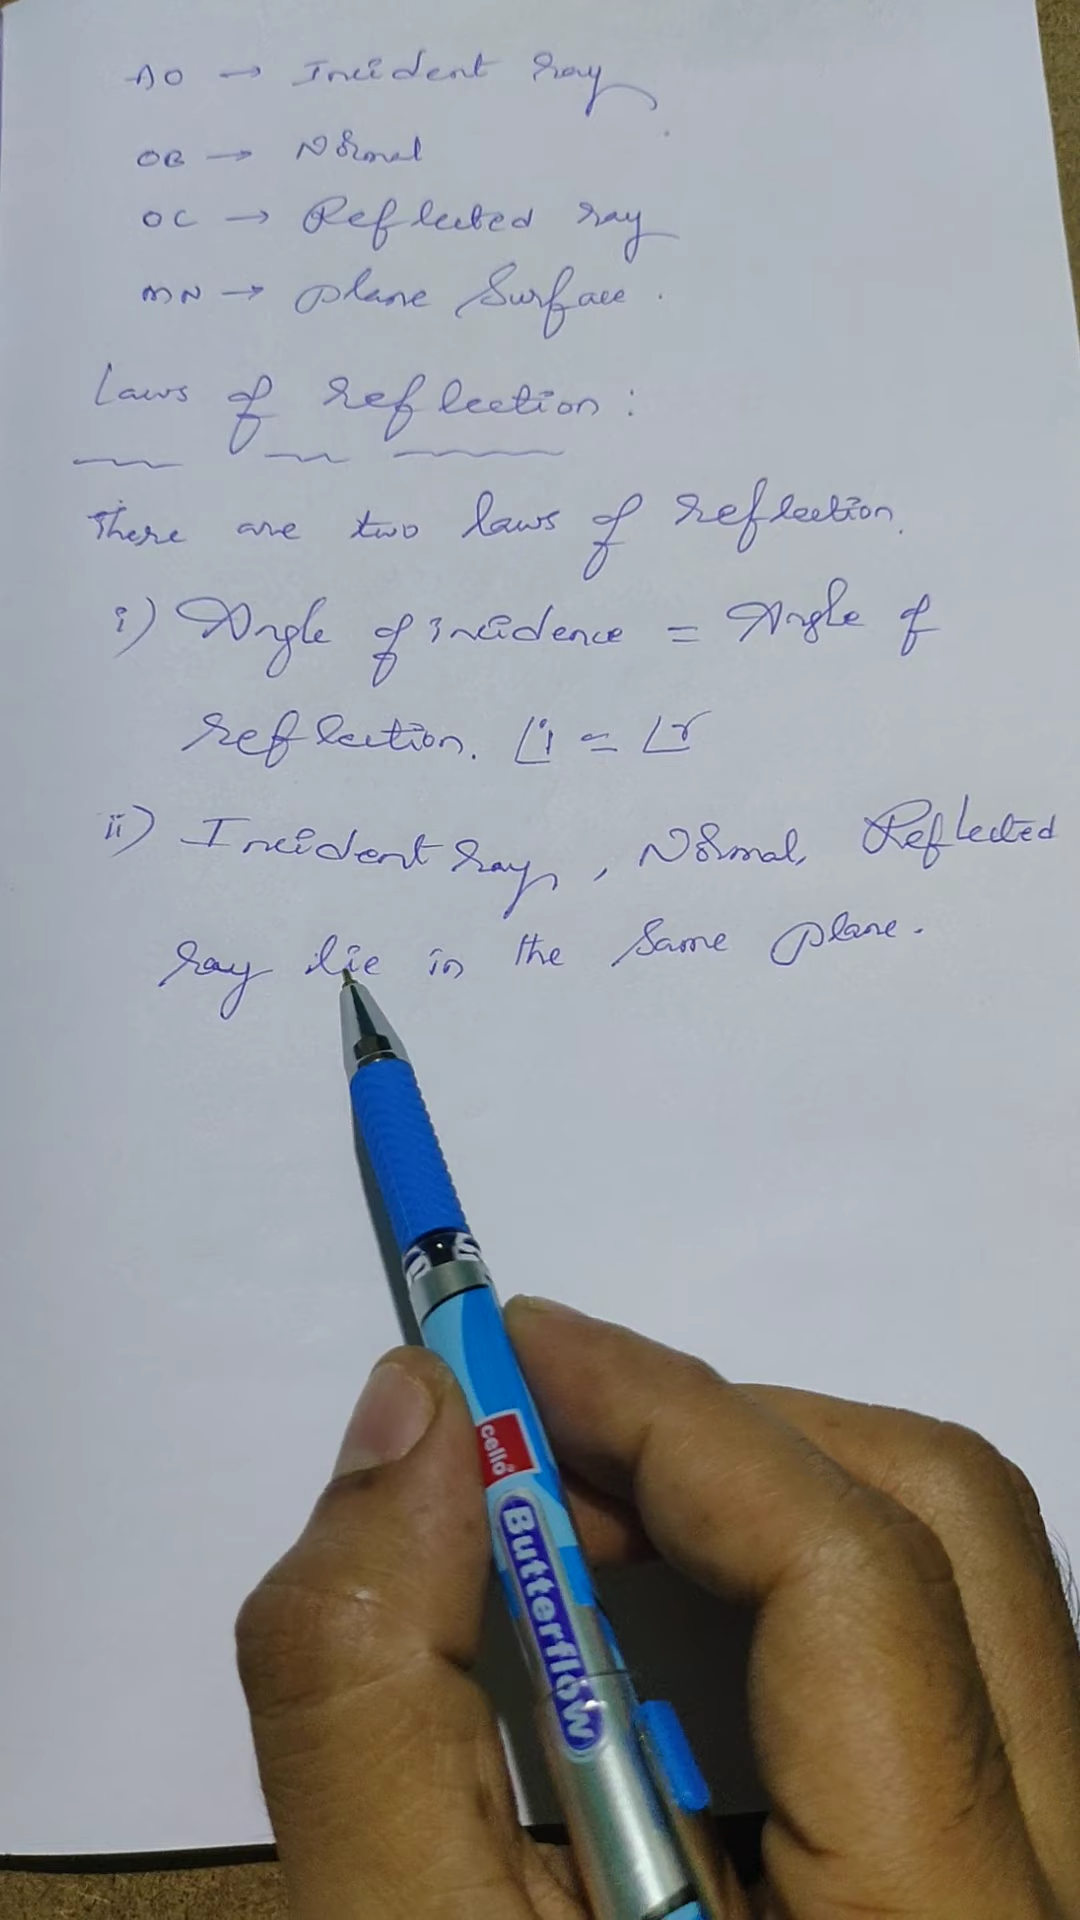 AO → Incident ray
OB → Normal
OC → Reflected ray
MN → plane Surface.
Laws of reflection:
There are two laws of reflection.
i) Angle of incidence = Angle of
reflection. ∠i = ∠r
ii) Incident ray, Normal, Reflected
ray lie in the same plane.
cello
Butterflow